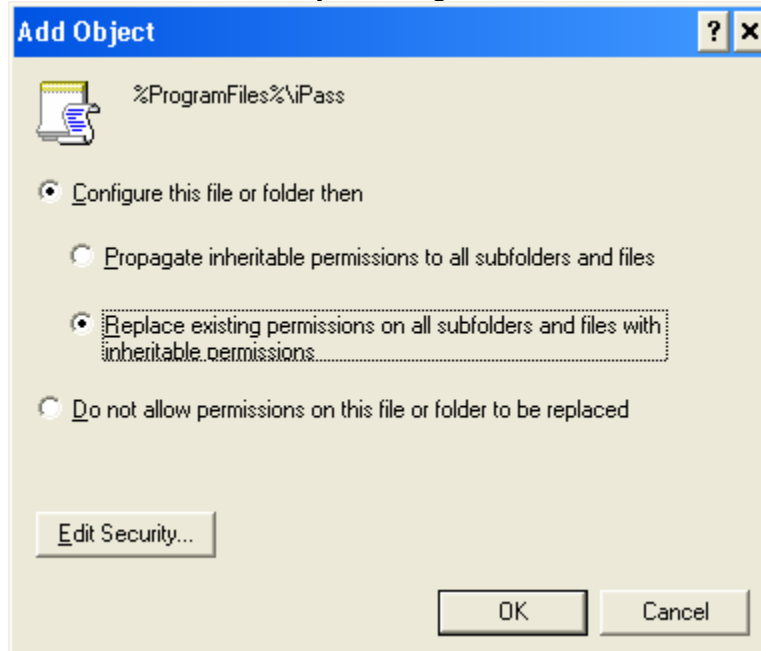 Add Object
? ×
%ProgramFiles%\iPass
Configure this file or folder then
Propagate inheritable permissions to all subfolders and files
Replace existing permissions on all subfolders and files with
inheritable permissions
Do not allow permissions on this file or folder to be replaced
Edit Security...
OK Cancel